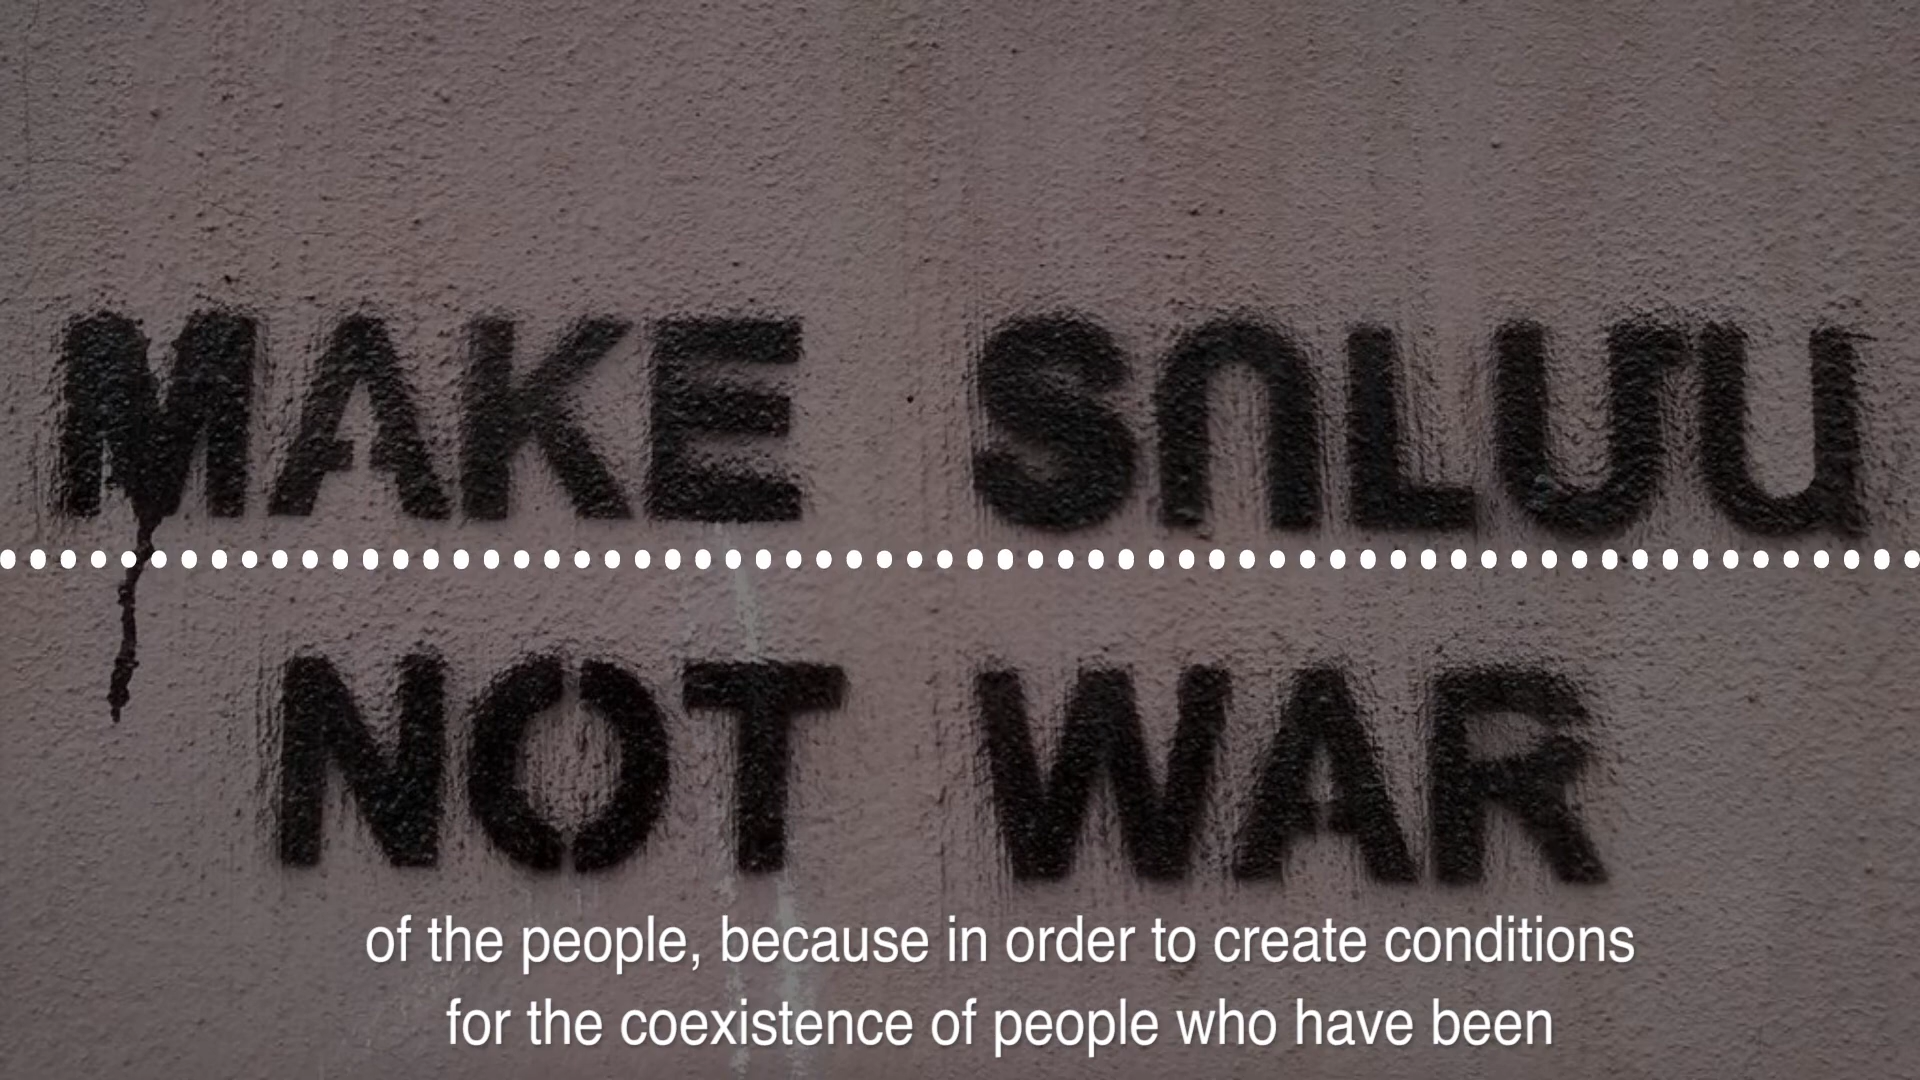 MAKE ՏՈԼՄԱ
NOT WAR
of the people, because in order to create conditions
for the coexistence of people who have been